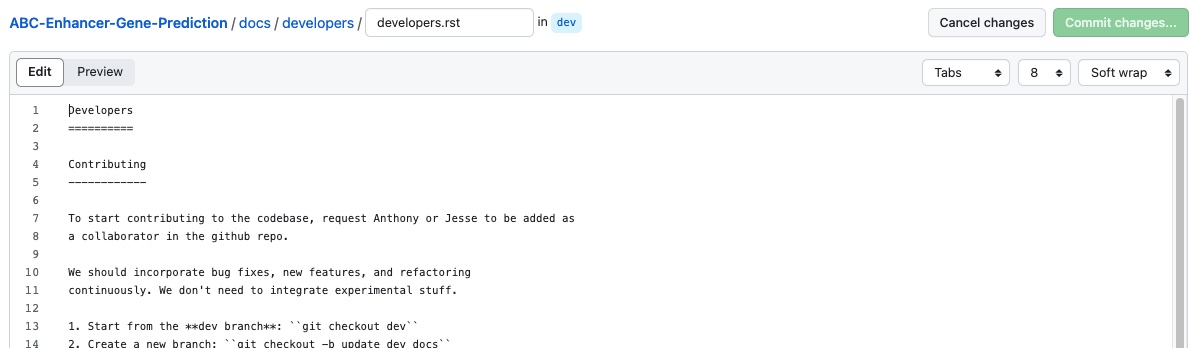 ABC-Enhancer-Gene-Prediction / docs / developers / developers.rst in dev Cancel changes Commit changes...
Edit Preview Tabs 8 Soft wrap
1 Developers
2 ==========
3
4 Contributing
5 ------------
6
7 To start contributing to the codebase, request Anthony or Jesse to be added as
8 a collaborator in the github repo.
9
10 We should incorporate bug fixes, new features, and refactoring
11 continuously. We don't need to integrate experimental stuff.
12
13 1. Start from the **dev branch**: ``git checkout dev``
14 2. Create a new branch: ``git checkout -b update_dev_docs``